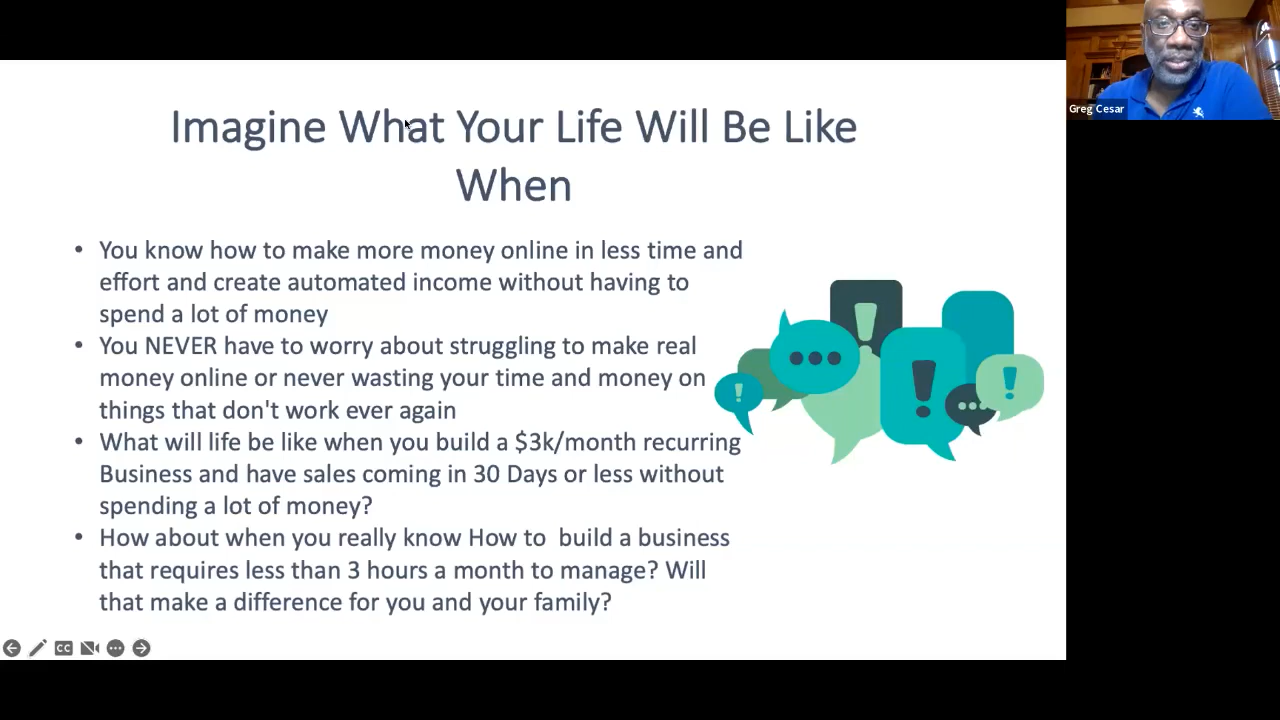 Imagine What Your Life Will Be Like
When
• You know how to make more money online in less time and
effort and create automated income without having to
spend a lot of money
• You NEVER have to worry about struggling to make real
money online or never wasting your time and money on
things that don't work ever again
• What will life be like when you build a $3k/month recurring
Business and have sales coming in 30 Days or less without
spending a lot of money?
• How about when you really know How to  build a business
that requires less than 3 hours a month to manage? Will
that make a difference for you and your family?
CC
Greg Cesar